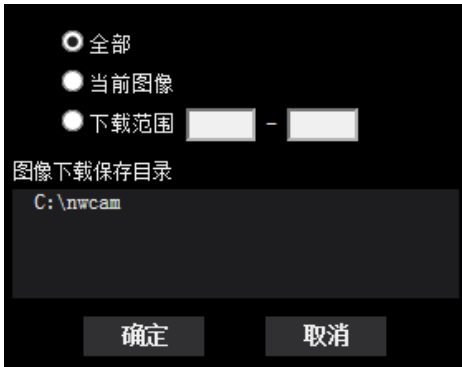 全部
当前图像
下载范围 -
图像下载保存目录
C:\nwcam
确定 取消